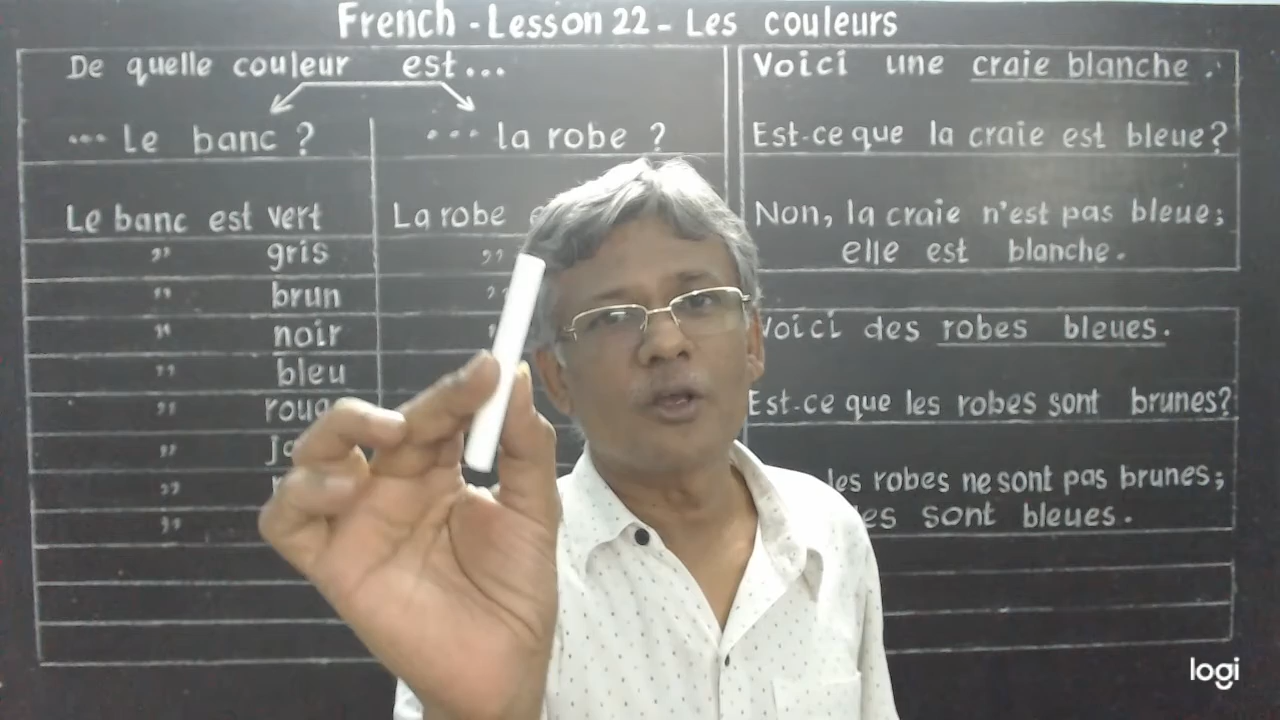 French - Lesson 22 - Les couleurs
De quelle couleur est...
... Le banc ?
... la robe ?
Le banc est vert
" gris
" brun
" noir
" bleu
"
"
"
"
La robe
"
"
"
Voici une craie blanche.
Est-ce que la craie est bleue?
Non, la craie n'est pas bleue;
elle est blanche.
Voici des robes bleues.
Est-ce que les robes sont brunes?
les robes ne sont pas brunes;
sont bleues.
logi